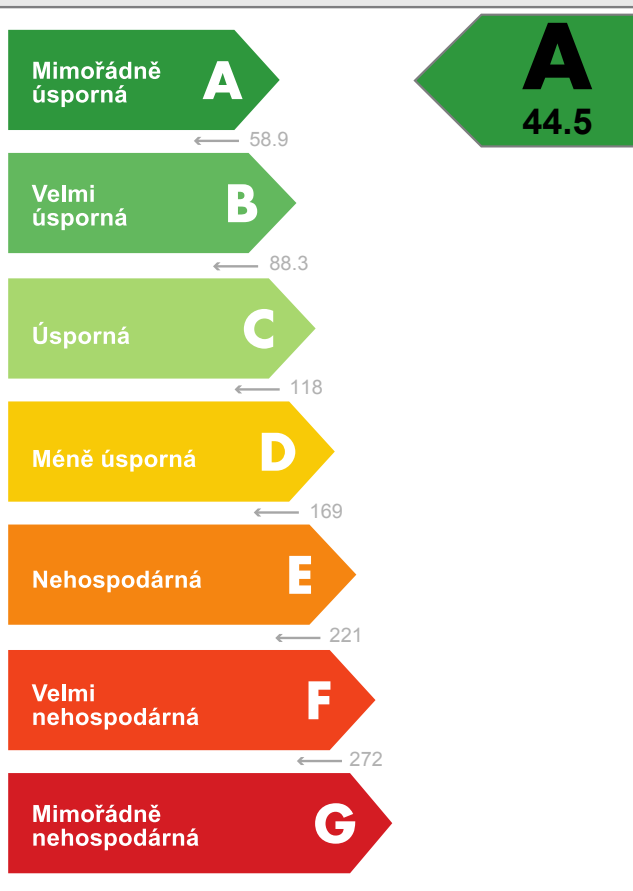 Mimořádně
úsporná
A
A
44.5
58.9
Velmi
úsporná
B
88.3
Úsporná
C
118
Méně úsporná
D
169
Nehospodárná
E
221
Velmi
nehospodárná
F
272
Mimořádně
nehospodárná
G